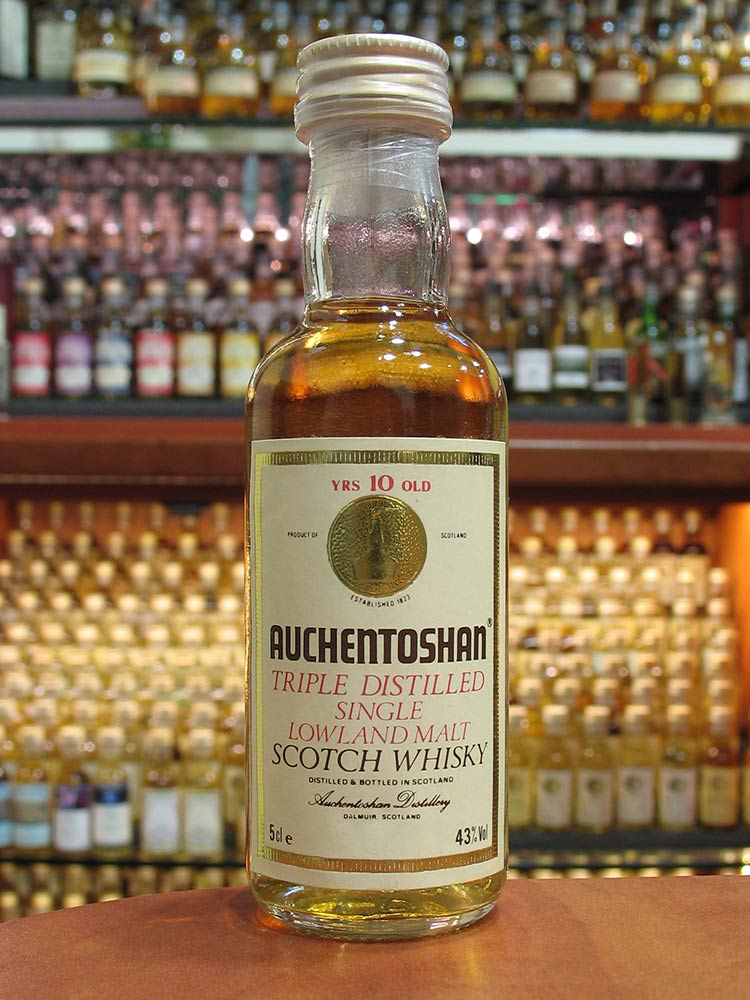 YRS 10 OLD
PRODUCT OF SCOTLAND
ESTABLISHED 1823
AUCHENTOSHAN®
TRIPLE DISTILLED
SINGLE
LOWLAND MALT
SCOTCH WHISKY
DISTILLED & BOTTLED IN SCOTLAND
Auchentoshan Distillery
DALMUIR, SCOTLAND
5cl e 43% Vol